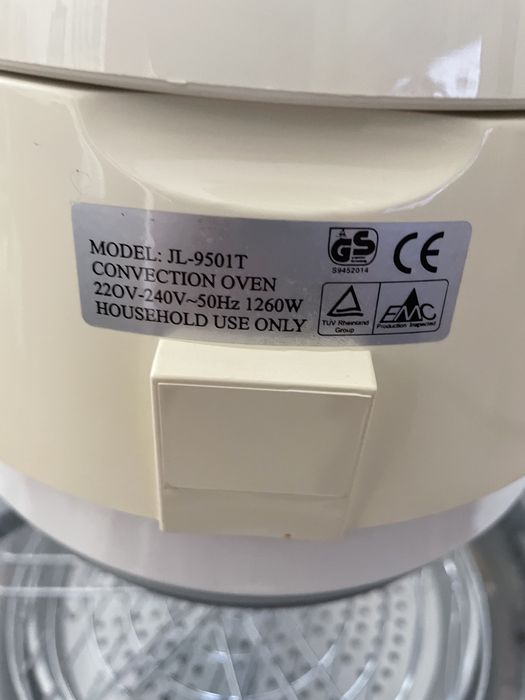 MODEL: JL-9501T
CONVECTION OVEN
220V-240V~50Hz 1260W
HOUSEHOLD USE ONLY
GS
S9452014
CE
TÜV Rheinland
Group
EMC
Production Inspected